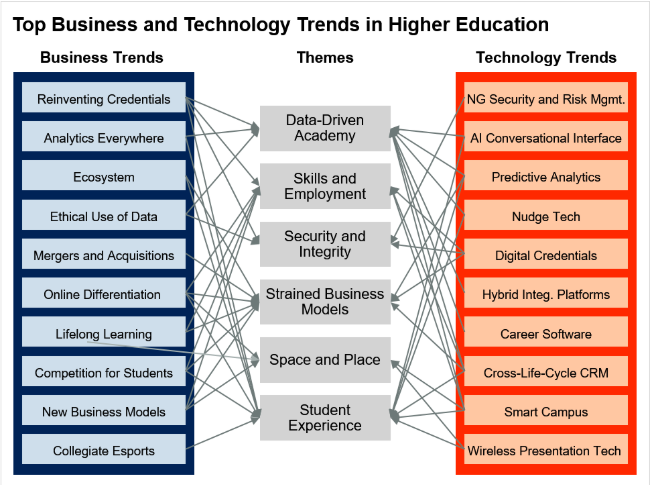 Top Business and Technology Trends in Higher Education
Business Trends
Themes
Technology Trends
Reinventing Credentials
Analytics Everywhere
Ecosystem
Ethical Use of Data
Mergers and Acquisitions
Online Differentiation
Lifelong Learning
Competition for Students
New Business Models
Collegiate Esports
Data-Driven
Academy
Skills and
Employment
Security and
Integrity
Strained Business
Models
Space and Place
Student
Experience
NG Security and Risk Mgmt.
AI Conversational Interface
Predictive Analytics
Nudge Tech
Digital Credentials
Hybrid Integ. Platforms
Career Software
Cross-Life-Cycle CRM
Smart Campus
Wireless Presentation Tech